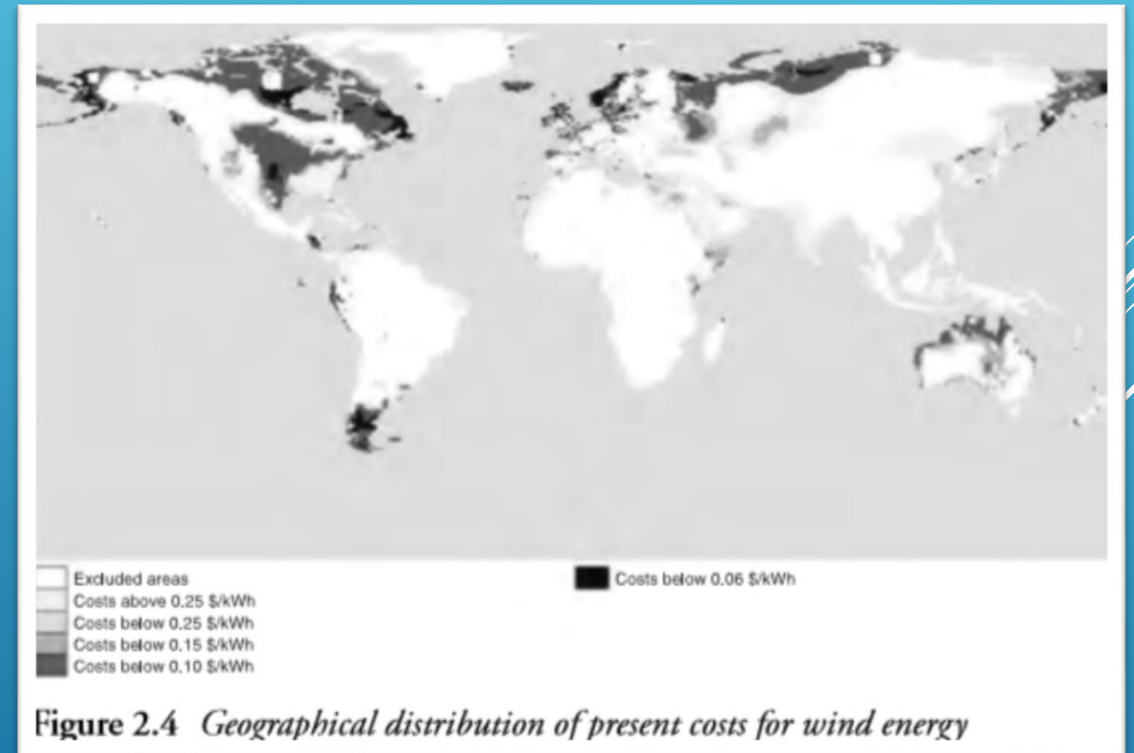 Excluded areas
Costs above 0.25 $/kWh
Costs below 0.25 $/kWh
Costs below 0.15 $/kWh
Costs below 0.10 $/kWh
Costs below 0.06 $/kWh
Figure 2.4 Geographical distribution of present costs for wind energy